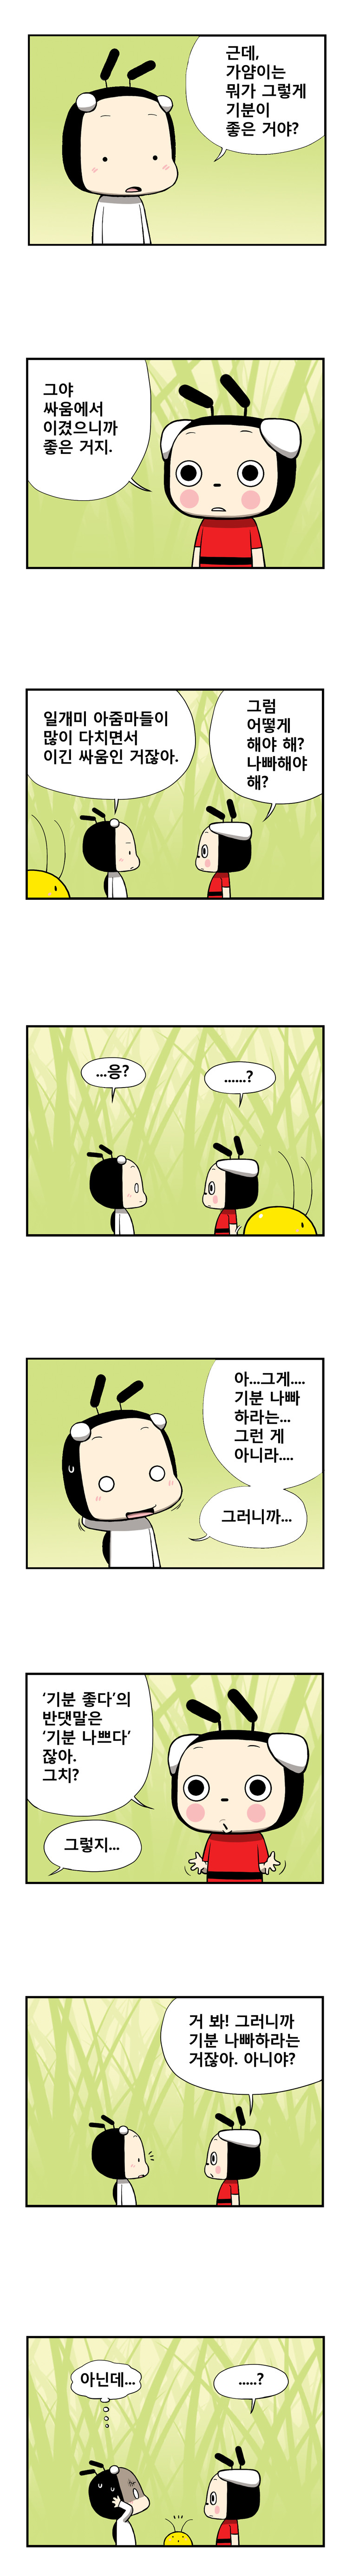 근데,
가얌이는
뭐가 그렇게
기분이
좋은 거야?
그야
싸움에서
이겼으니까
좋은 거지.
일개미 아줌마들이
많이 다치면서
이긴 싸움인 거잖아.
그럼
어떻게
해야 해?
나빠해야
해?
...응?
......?
아...그게....
기분 나빠
하라는...
그런 게
아니라....
그러니까...
‘기분 좋다’의
반댓말은
‘기분 나쁘다’
잖아.
그치?
그렇지...
거 봐! 그러니까
기분 나빠하라는
거잖아. 아니야?
아닌데...
.....?